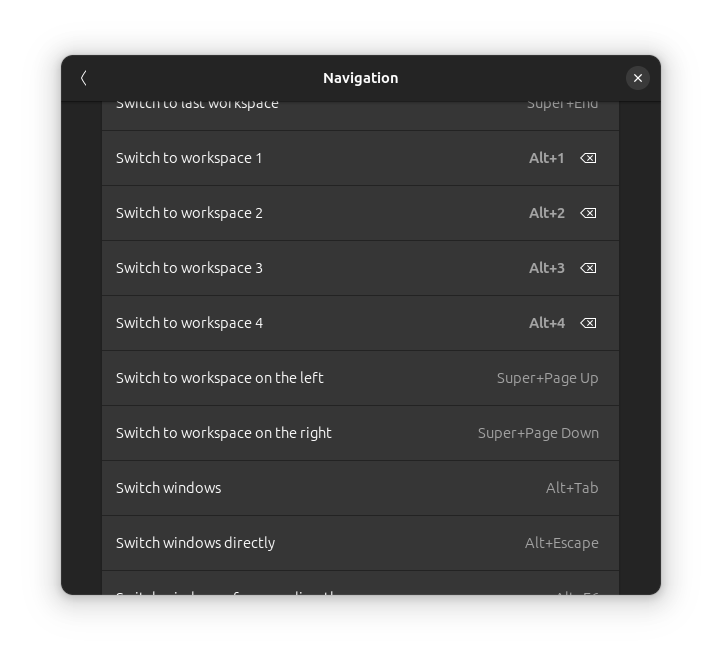 Navigation
Switch to last workspace Super+End
Switch to workspace 1 Alt+1
Switch to workspace 2 Alt+2
Switch to workspace 3 Alt+3
Switch to workspace 4 Alt+4
Switch to workspace on the left Super+Page Up
Switch to workspace on the right Super+Page Down
Switch windows Alt+Tab
Switch windows directly Alt+Escape